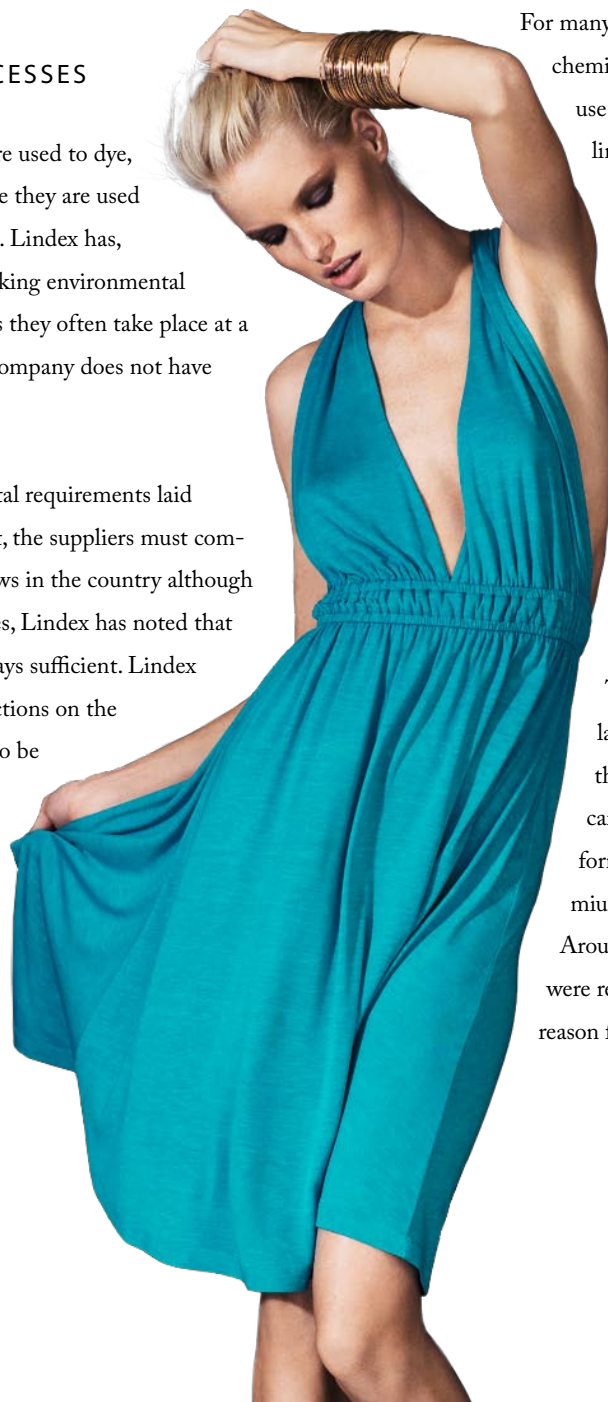 CESSES
re used to dye,
e they are used
. Lindex has,
king environmental
s they often take place at a
ompany does not have
tal requirements laid
t, the suppliers must com-
ws in the country although
es, Lindex has noted that
ays sufficient. Lindex
ctions on the
o be
For many
chemi
use
lin
T
la
th
ca
for
miu
Arou
were re
reason f